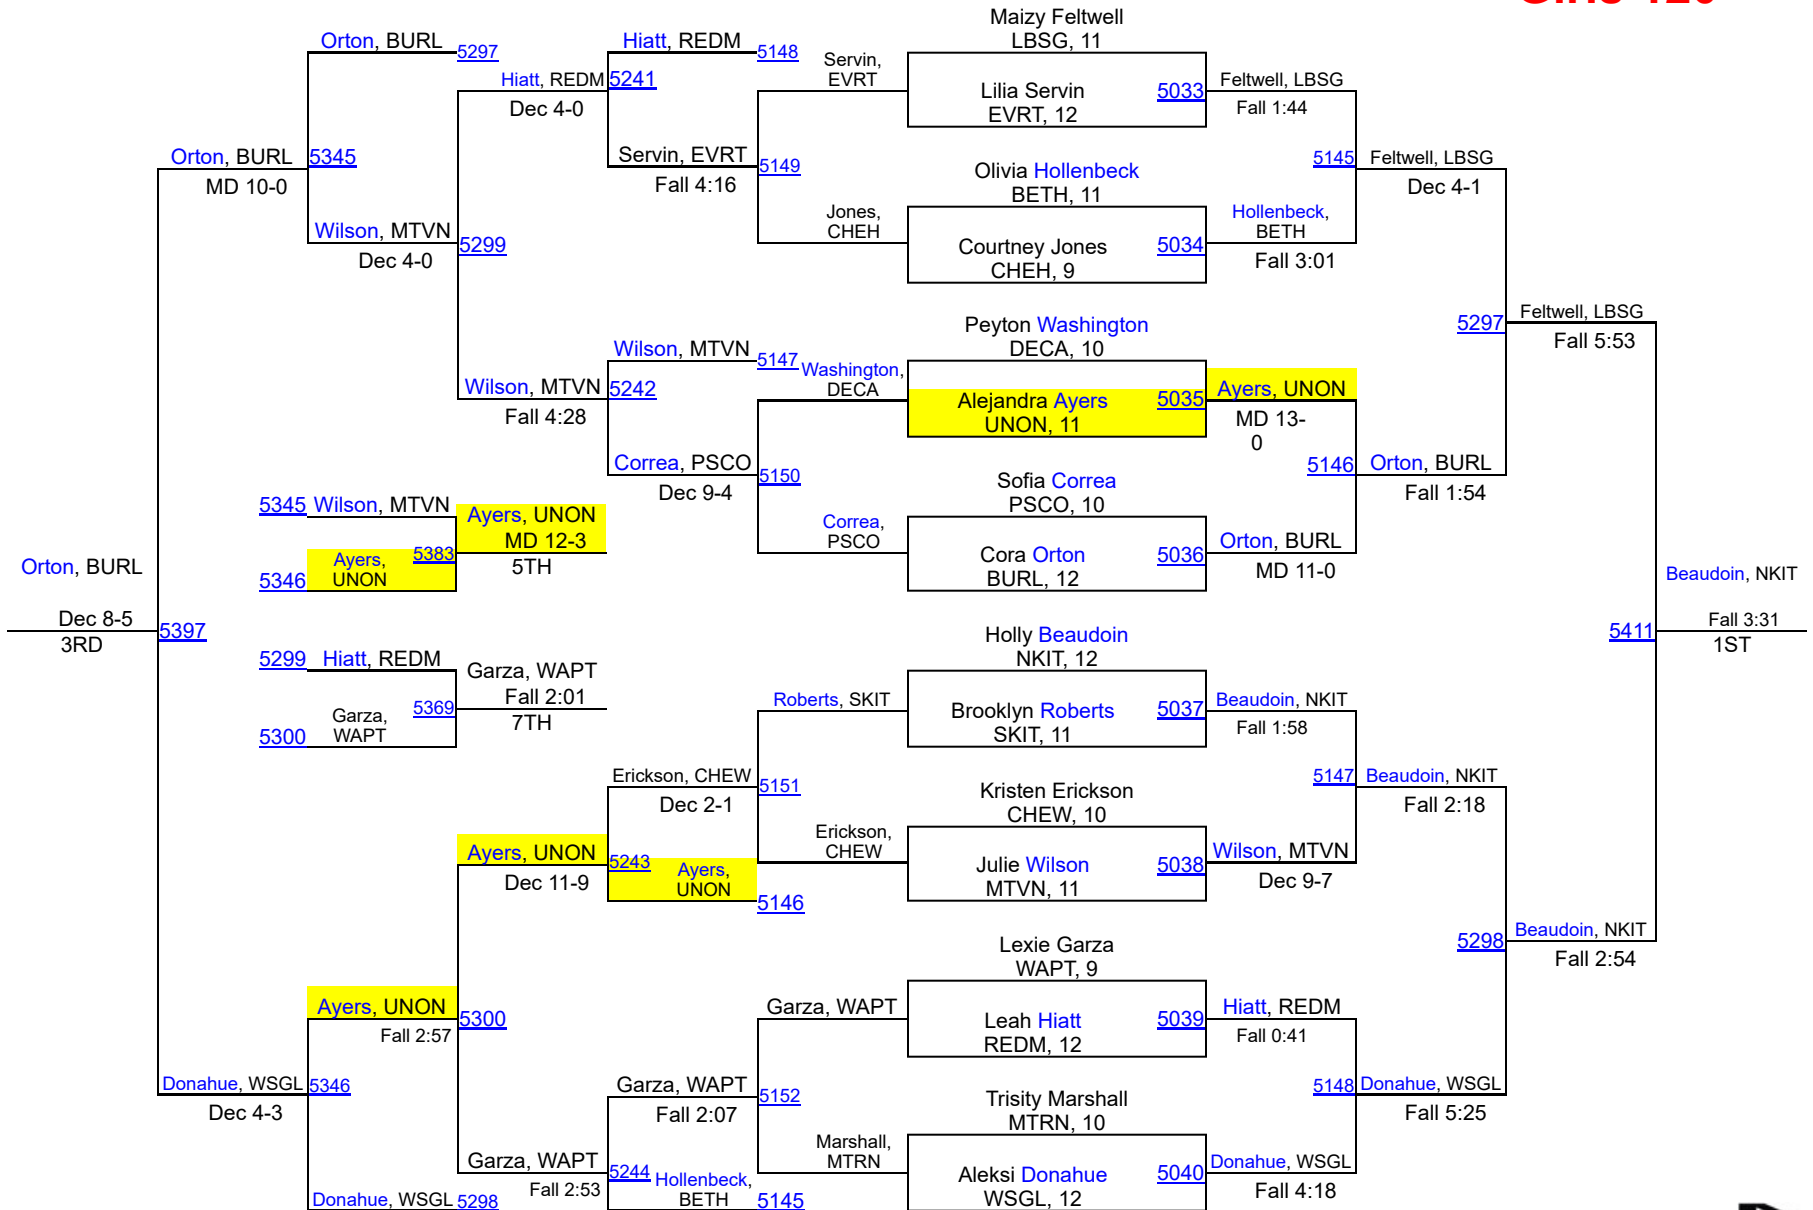 Maizy Feltwell
LBSG, 11
Orton, BURL
5297
Hiatt, REDM
5148
Servin,
EVRT
Hiatt, REDM
5241
Dec 4-0
Lilia Servin
EVRT, 12
5033
Feltwell, LBSG
Fall 1:44
Orton, BURL
5345
MD 10-0
Servin, EVRT
5149
Fall 4:16
Olivia Hollenbeck
BETH, 11
5145
Feltwell, LBSG
Dec 4-1
Wilson, MTVN
5299
Dec 4-0
Jones,
CHEH
Courtney Jones
CHEH, 9
5034
Hollenbeck,
BETH
Fall 3:01
Peyton Washington
DECA, 10
5297
Feltwell, LBSG
Fall 5:53
Wilson, MTVN
5147
Washington,
DECA
Wilson, MTVN
5242
Fall 4:28
Alejandra Ayers
UNON, 11
5035
Ayers, UNON
MD 13-
0
Correa, PSCO
5150
Dec 9-4
Sofia Correa
PSCO, 10
5146
Orton, BURL
Fall 1:54
5345
Wilson, MTVN
Ayers, UNON
MD 12-3
5TH
Correa,
PSCO
Cora Orton
BURL, 12
5036
Orton, BURL
MD 11-0
Ayers,
UNON
5383
5346
Orton, BURL
Dec 8-5
3RD
5397
Beaudoin, NKIT
Fall 3:31
1ST
5411
Holly Beaudoin
NKIT, 12
5299
Hiatt, REDM
Garza, WAPT
Fall 2:01
7TH
Garza,
WAPT
5369
5300
Roberts, SKIT
Brooklyn Roberts
SKIT, 11
5037
Beaudoin, NKIT
Fall 1:58
Erickson, CHEW
5151
Dec 2-1
Kristen Erickson
CHEW, 10
5147
Beaudoin, NKIT
Fall 2:18
Ayers, UNON
5243
Dec 11-9
Ayers,
UNON
5146
Erickson,
CHEW
Julie Wilson
MTVN, 11
5038
Wilson, MTVN
Dec 9-7
Lexie Garza
WAPT, 9
5298
Beaudoin, NKIT
Fall 2:54
Ayers, UNON
5300
Fall 2:57
Garza, WAPT
Leah Hiatt
REDM, 12
5039
Hiatt, REDM
Fall 0:41
Donahue, WSGL
5346
Dec 4-3
Garza, WAPT
5152
Fall 2:07
Trisity Marshall
MTRN, 10
5148
Donahue, WSGL
Fall 5:25
Garza, WAPT
5244
Fall 2:53
Marshall,
MTRN
Aleksi Donahue
WSGL, 12
5040
Donahue, WSGL
Fall 4:18
Donahue, WSGL
5298
Hollenbeck,
BETH
5145